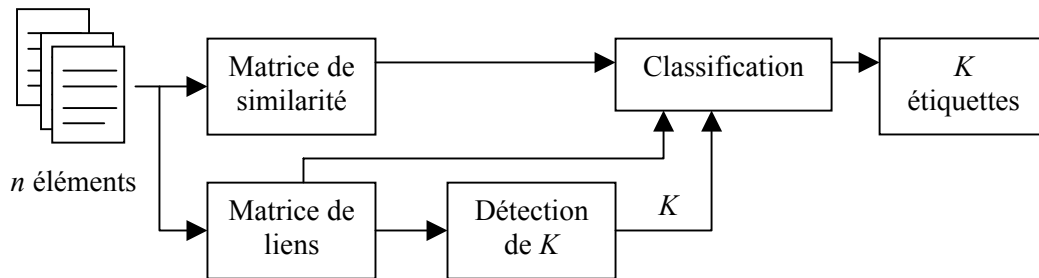 Matrice de
similarité
Classification
K
étiquettes
n éléments
Matrice de
liens
Détection
de K
K